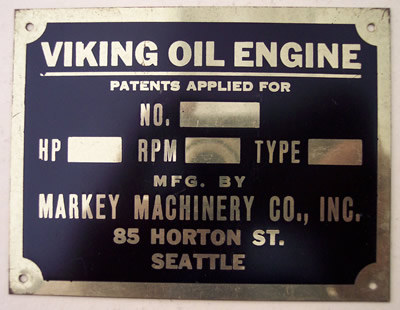 VIKING OIL ENGINE
PATENTS APPLIED FOR
NO.
HP RPM TYPE
MFG. BY
MARKEY MACHINERY CO., INC.
85 HORTON ST.
SEATTLE